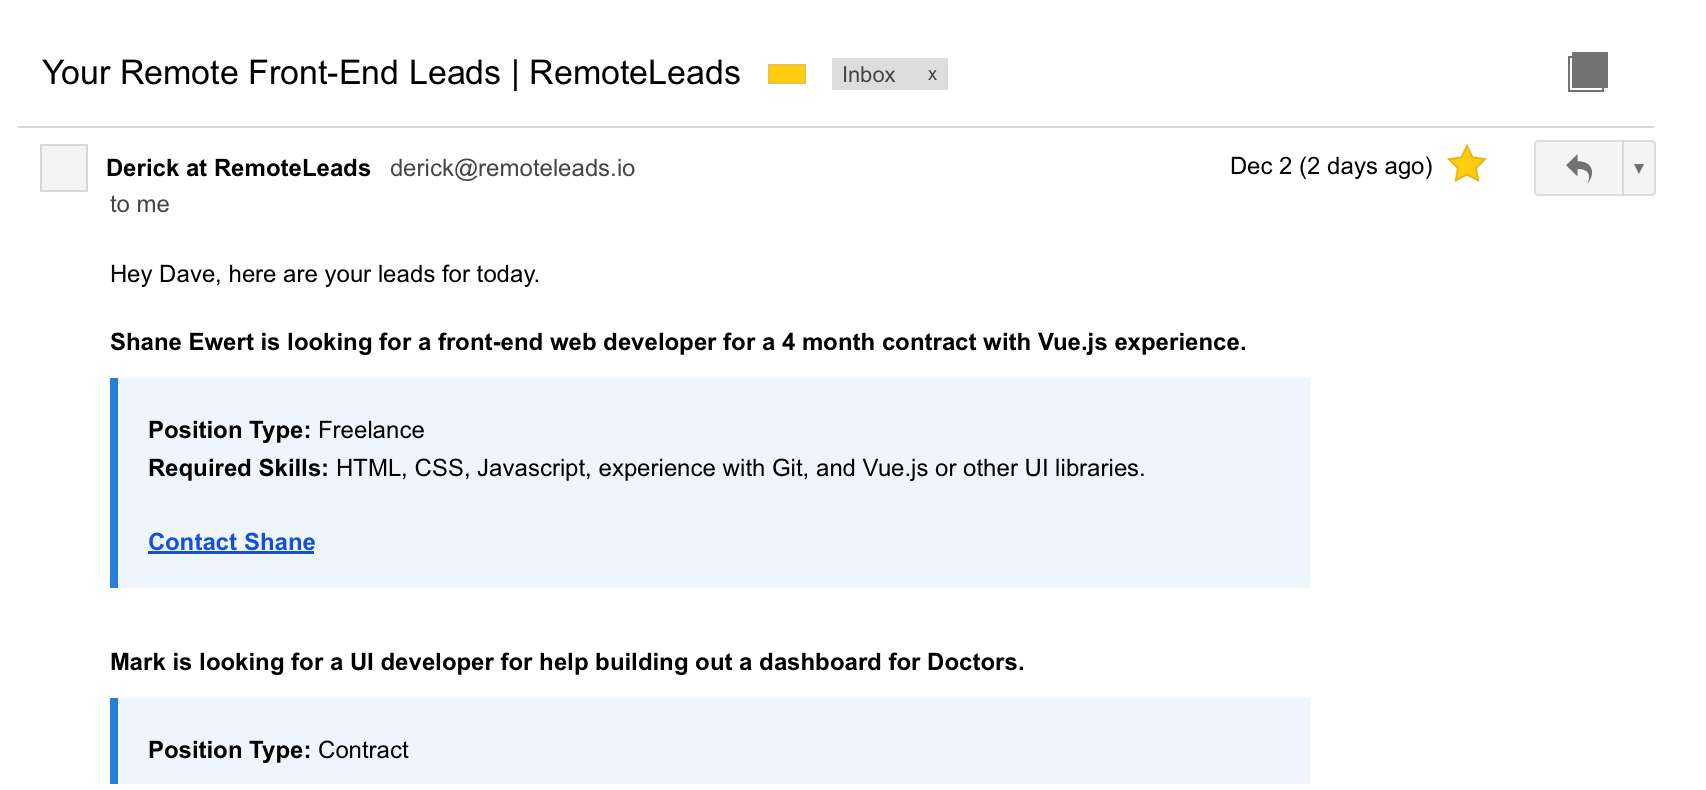 Your Remote Front-End Leads | RemoteLeads
Inbox x
Derick at RemoteLeads derick@remoteleads.io
Dec 2 (2 days ago)
to me
Hey Dave, here are your leads for today.
Shane Ewert is looking for a front-end web developer for a 4 month contract with Vue.js experience.
Position Type: Freelance
Required Skills: HTML, CSS, Javascript, experience with Git, and Vue.js or other UI libraries.
Contact Shane
Mark is looking for a UI developer for help building out a dashboard for Doctors.
Position Type: Contract